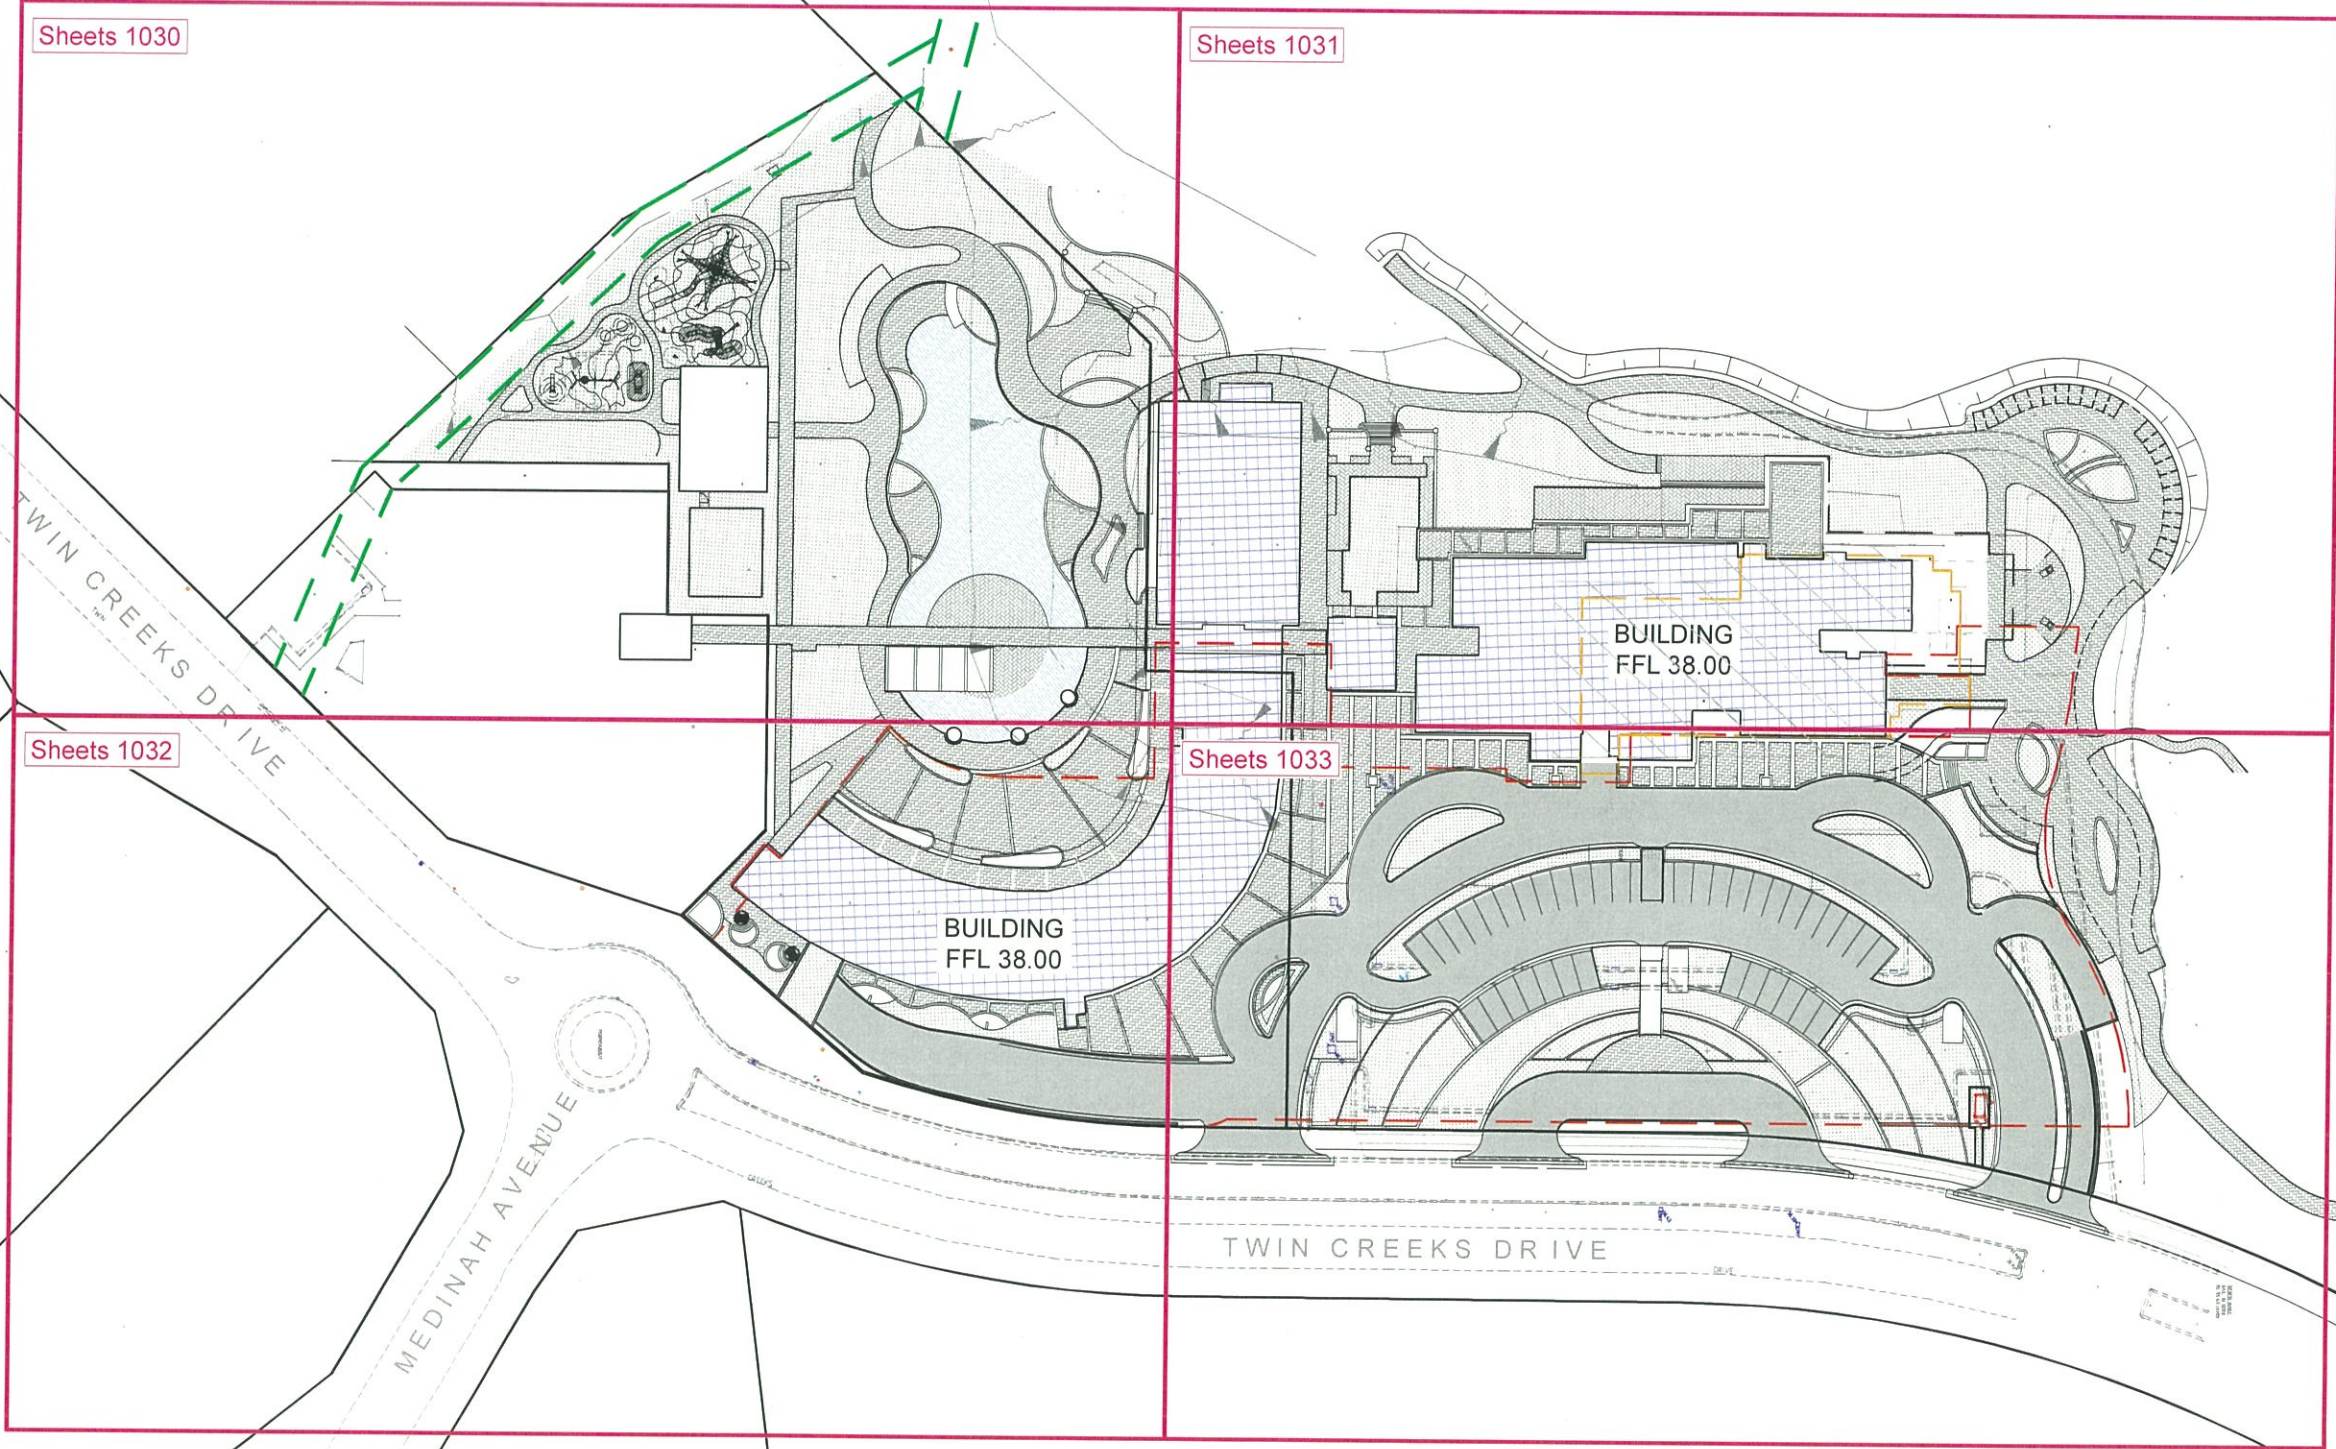 Sheets 1030
Sheets 1031
TWIN CREEKS DRIVE
BUILDING
FFL 38.00
Sheets 1032
Sheets 1033
BUILDING
FFL 38.00
MEDINAH AVENUE
TWIN CREEKS DRIVE
DRIVE